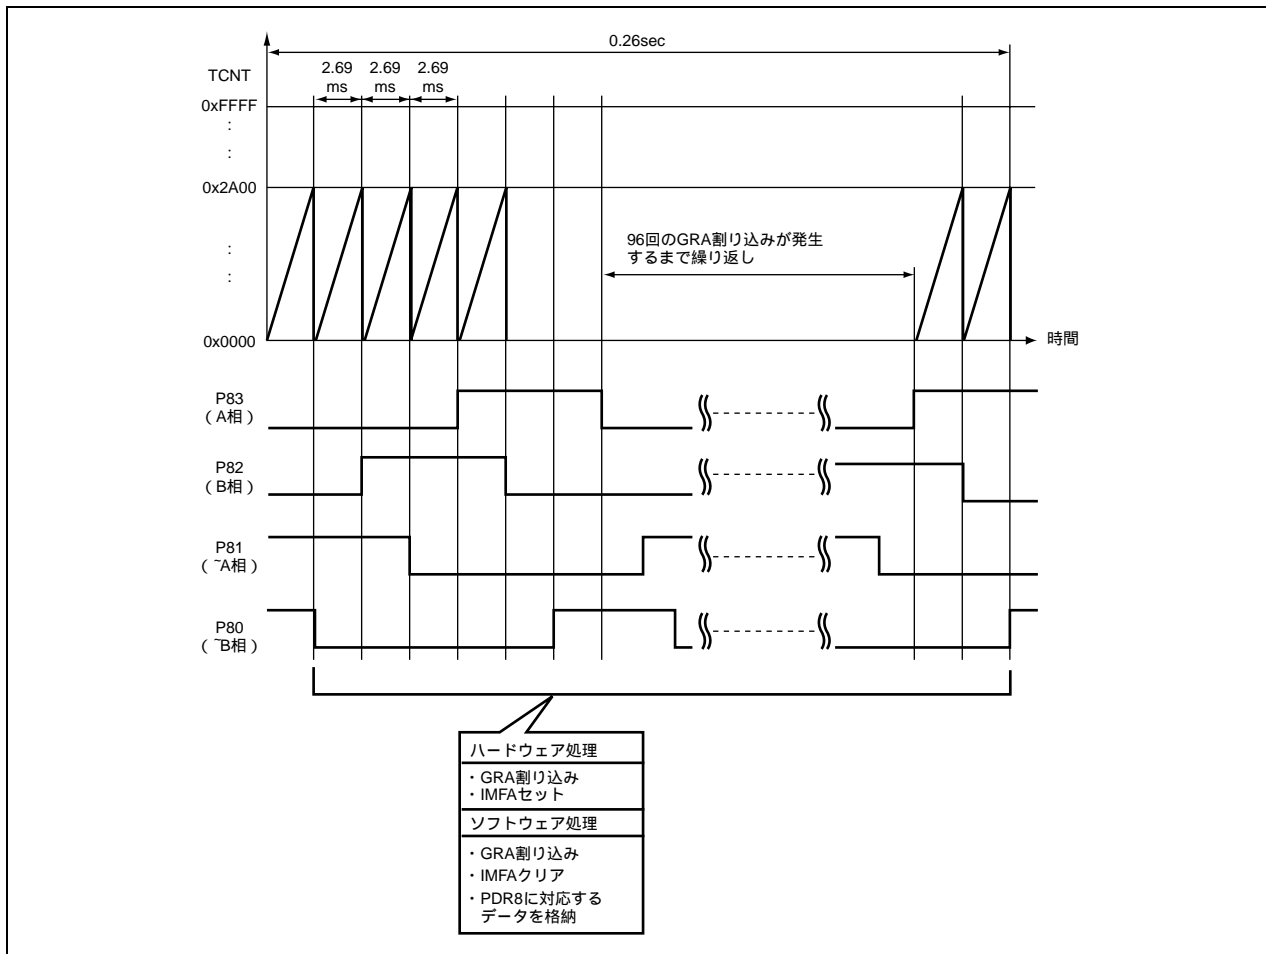 0.26sec
TCNT
2.69
ms
2.69
ms
2.69
ms
0xFFFF
:
:
0x2A00
:
:
96回のGRA割り込みが発生
するまで繰り返し
0x0000
時間
P83
(A相)
P82
(B相)
P81
(~A相)
P80
(~B相)
ハードウェア処理
・GRA割り込み
・IMFAセット
ソフトウェア処理
・GRA割り込み
・IMFAクリア
・PDR8に対応する
データを格納